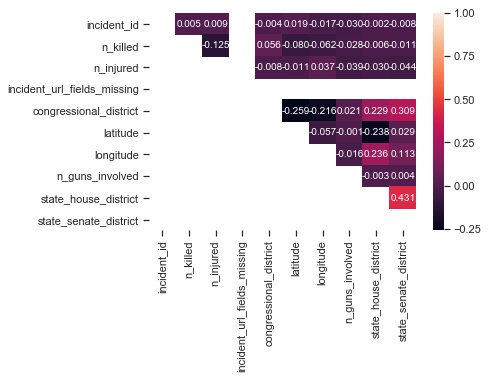 incident_id 0.005 0.009 -0.004 0.019 -0.017 -0.030 -0.002 -0.008
n_killed -0.125 0.056 -0.080 -0.062 -0.028 -0.006 -0.011
n_injured -0.008 -0.011 0.037 -0.039 -0.030 -0.044
incident_url_fields_missing
congressional_district -0.259 -0.216 0.021 0.229 0.309
latitude -0.057 -0.001 -0.238 0.029
longitude -0.016 0.236 0.113
n_guns_involved -0.003 0.004
state_house_district 0.431
state_senate_district
incident_id
n_killed
n_injured
incident_url_fields_missing
congressional_district
latitude
longitude
n_guns_involved
state_house_district
state_senate_district
1.00
0.75
0.50
0.25
0.00
-0.25